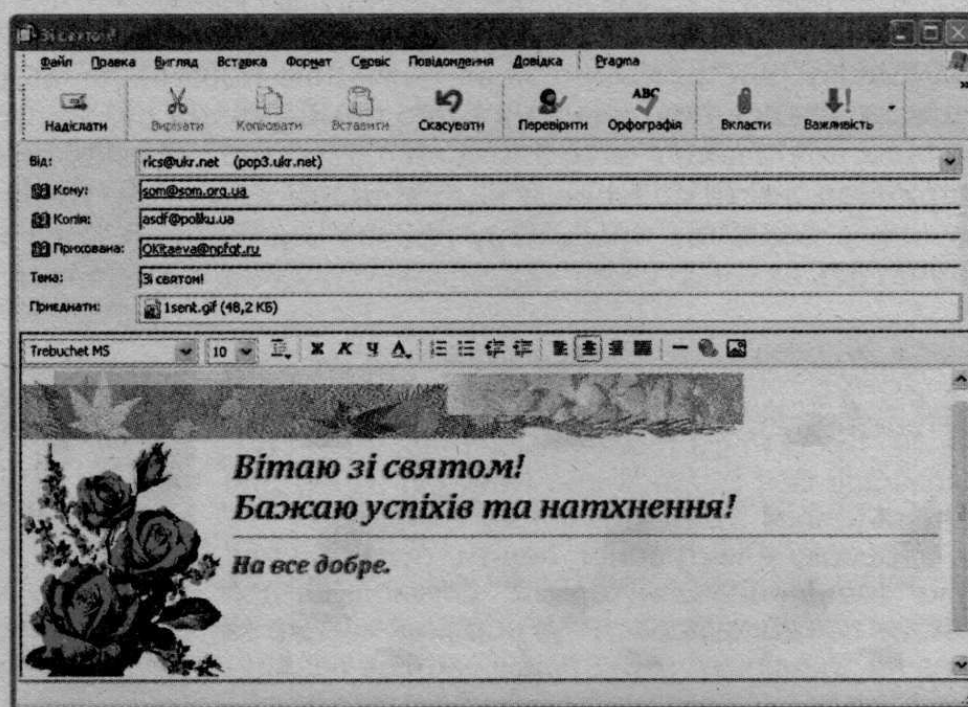 Зі святом!
Файл Правка Вигляд Вставка Формат Сервіс Повідомлення Довідка Pragma
Надіслати Вирізати Копіювати Вставити Скасувати Перевірити Орфографія Вкласти Важливість
ABC
Від: rics@ukr.net (pop3.ukr.net)
Кому: som@som.org.ua
Копія: asdf@poliku.ua
Прихована: OKitaeva@npfgt.ru
Тема: Зі святом!
Приєднати: 1sent.gif (48,2 КБ)
Trebuchet MS 10 Ж К Ч А
Вітаю зі святом!
Бажаю успіхів та натхнення!
На все добре.